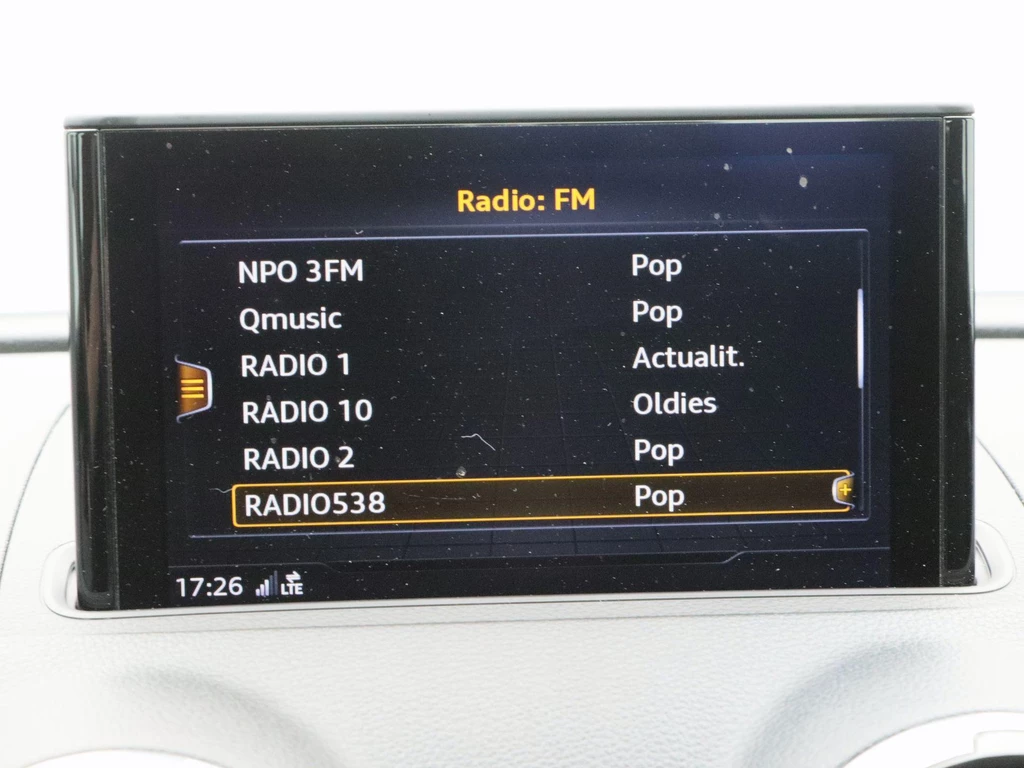 Radio: FM
NPO 3FM Pop
Qmusic Pop
RADIO 1 Actualit.
RADIO 10 Oldies
RADIO 2 Pop
RADIO538 Pop
17:26 LTE